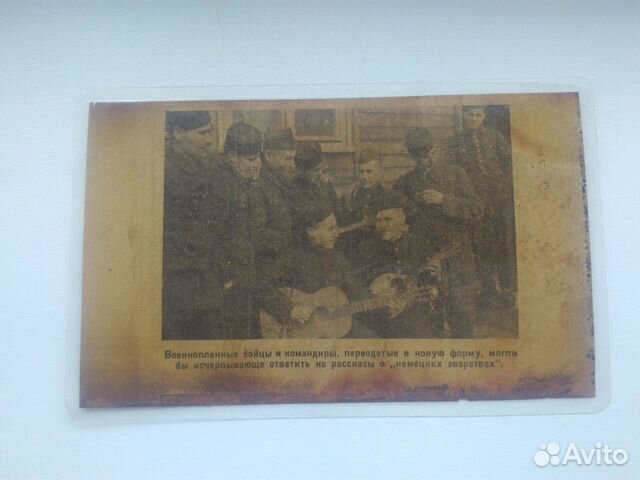 Военнопленные бойцы и командиры, переодетые в новую форму, могли
бы исчерпывающе ответить на рассказы о „немецких зверствах".
Avito